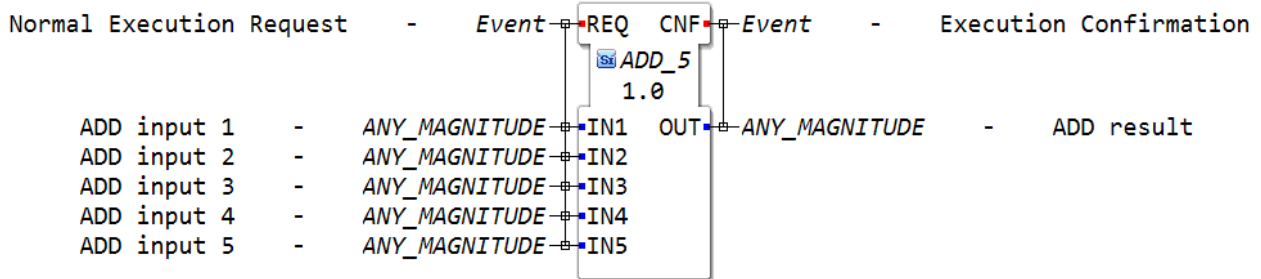 Normal Execution Request - Event REQ CNF Event - Execution Confirmation
SI ADD_5
1.0
ADD input 1 - ANY_MAGNITUDE IN1 OUT ANY_MAGNITUDE - ADD result
ADD input 2 - ANY_MAGNITUDE IN2
ADD input 3 - ANY_MAGNITUDE IN3
ADD input 4 - ANY_MAGNITUDE IN4
ADD input 5 - ANY_MAGNITUDE IN5